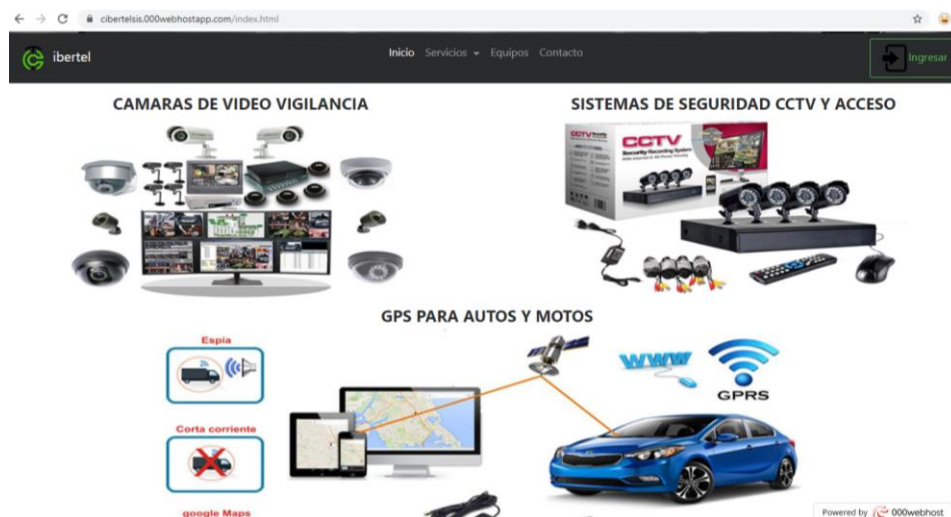 cibertelsis.000webhostapp.com/index.html
ibertel
Inicio Servicios Equipos Contacto
Ingresar
CAMARAS DE VIDEO VIGILANCIA
SISTEMAS DE SEGURIDAD CCTV Y ACCESO
CCTV Security
CCTV
Security Recording System
GPS PARA AUTOS Y MOTOS
Espia
WWW
GPRS
Corta corriente
google Maps
Powered by 000webhost